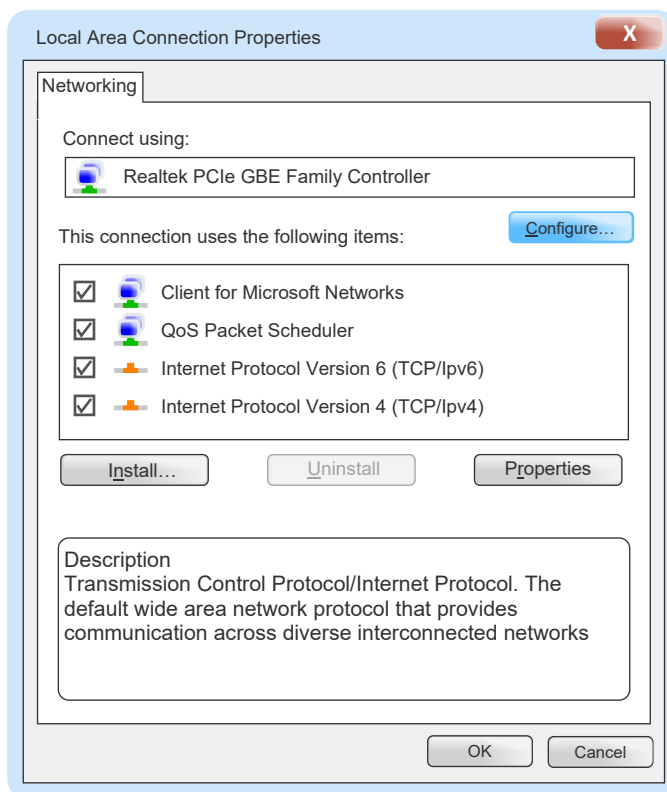 Local Area Connection Properties
X
Networking
Connect using:
Realtek PCIe GBE Family Controller
Configure…
This connection uses the following items:
Client for Microsoft Networks
QoS Packet Scheduler
Internet Protocol Version 6 (TCP/Ipv6)
Internet Protocol Version 4 (TCP/Ipv4)
Install… Uninstall Properties
Description
Transmission Control Protocol/Internet Protocol. The
default wide area network protocol that provides
communication across diverse interconnected networks
OK Cancel